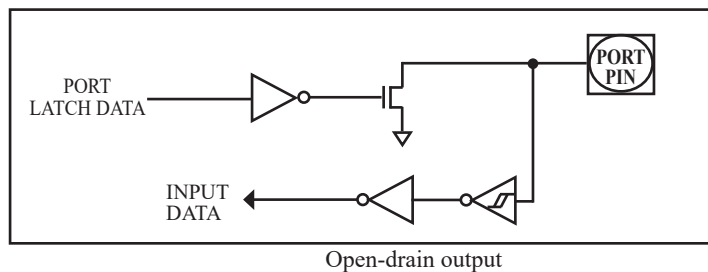 PORT
LATCH DATA
PORT
PIN
INPUT
DATA
Open-drain output